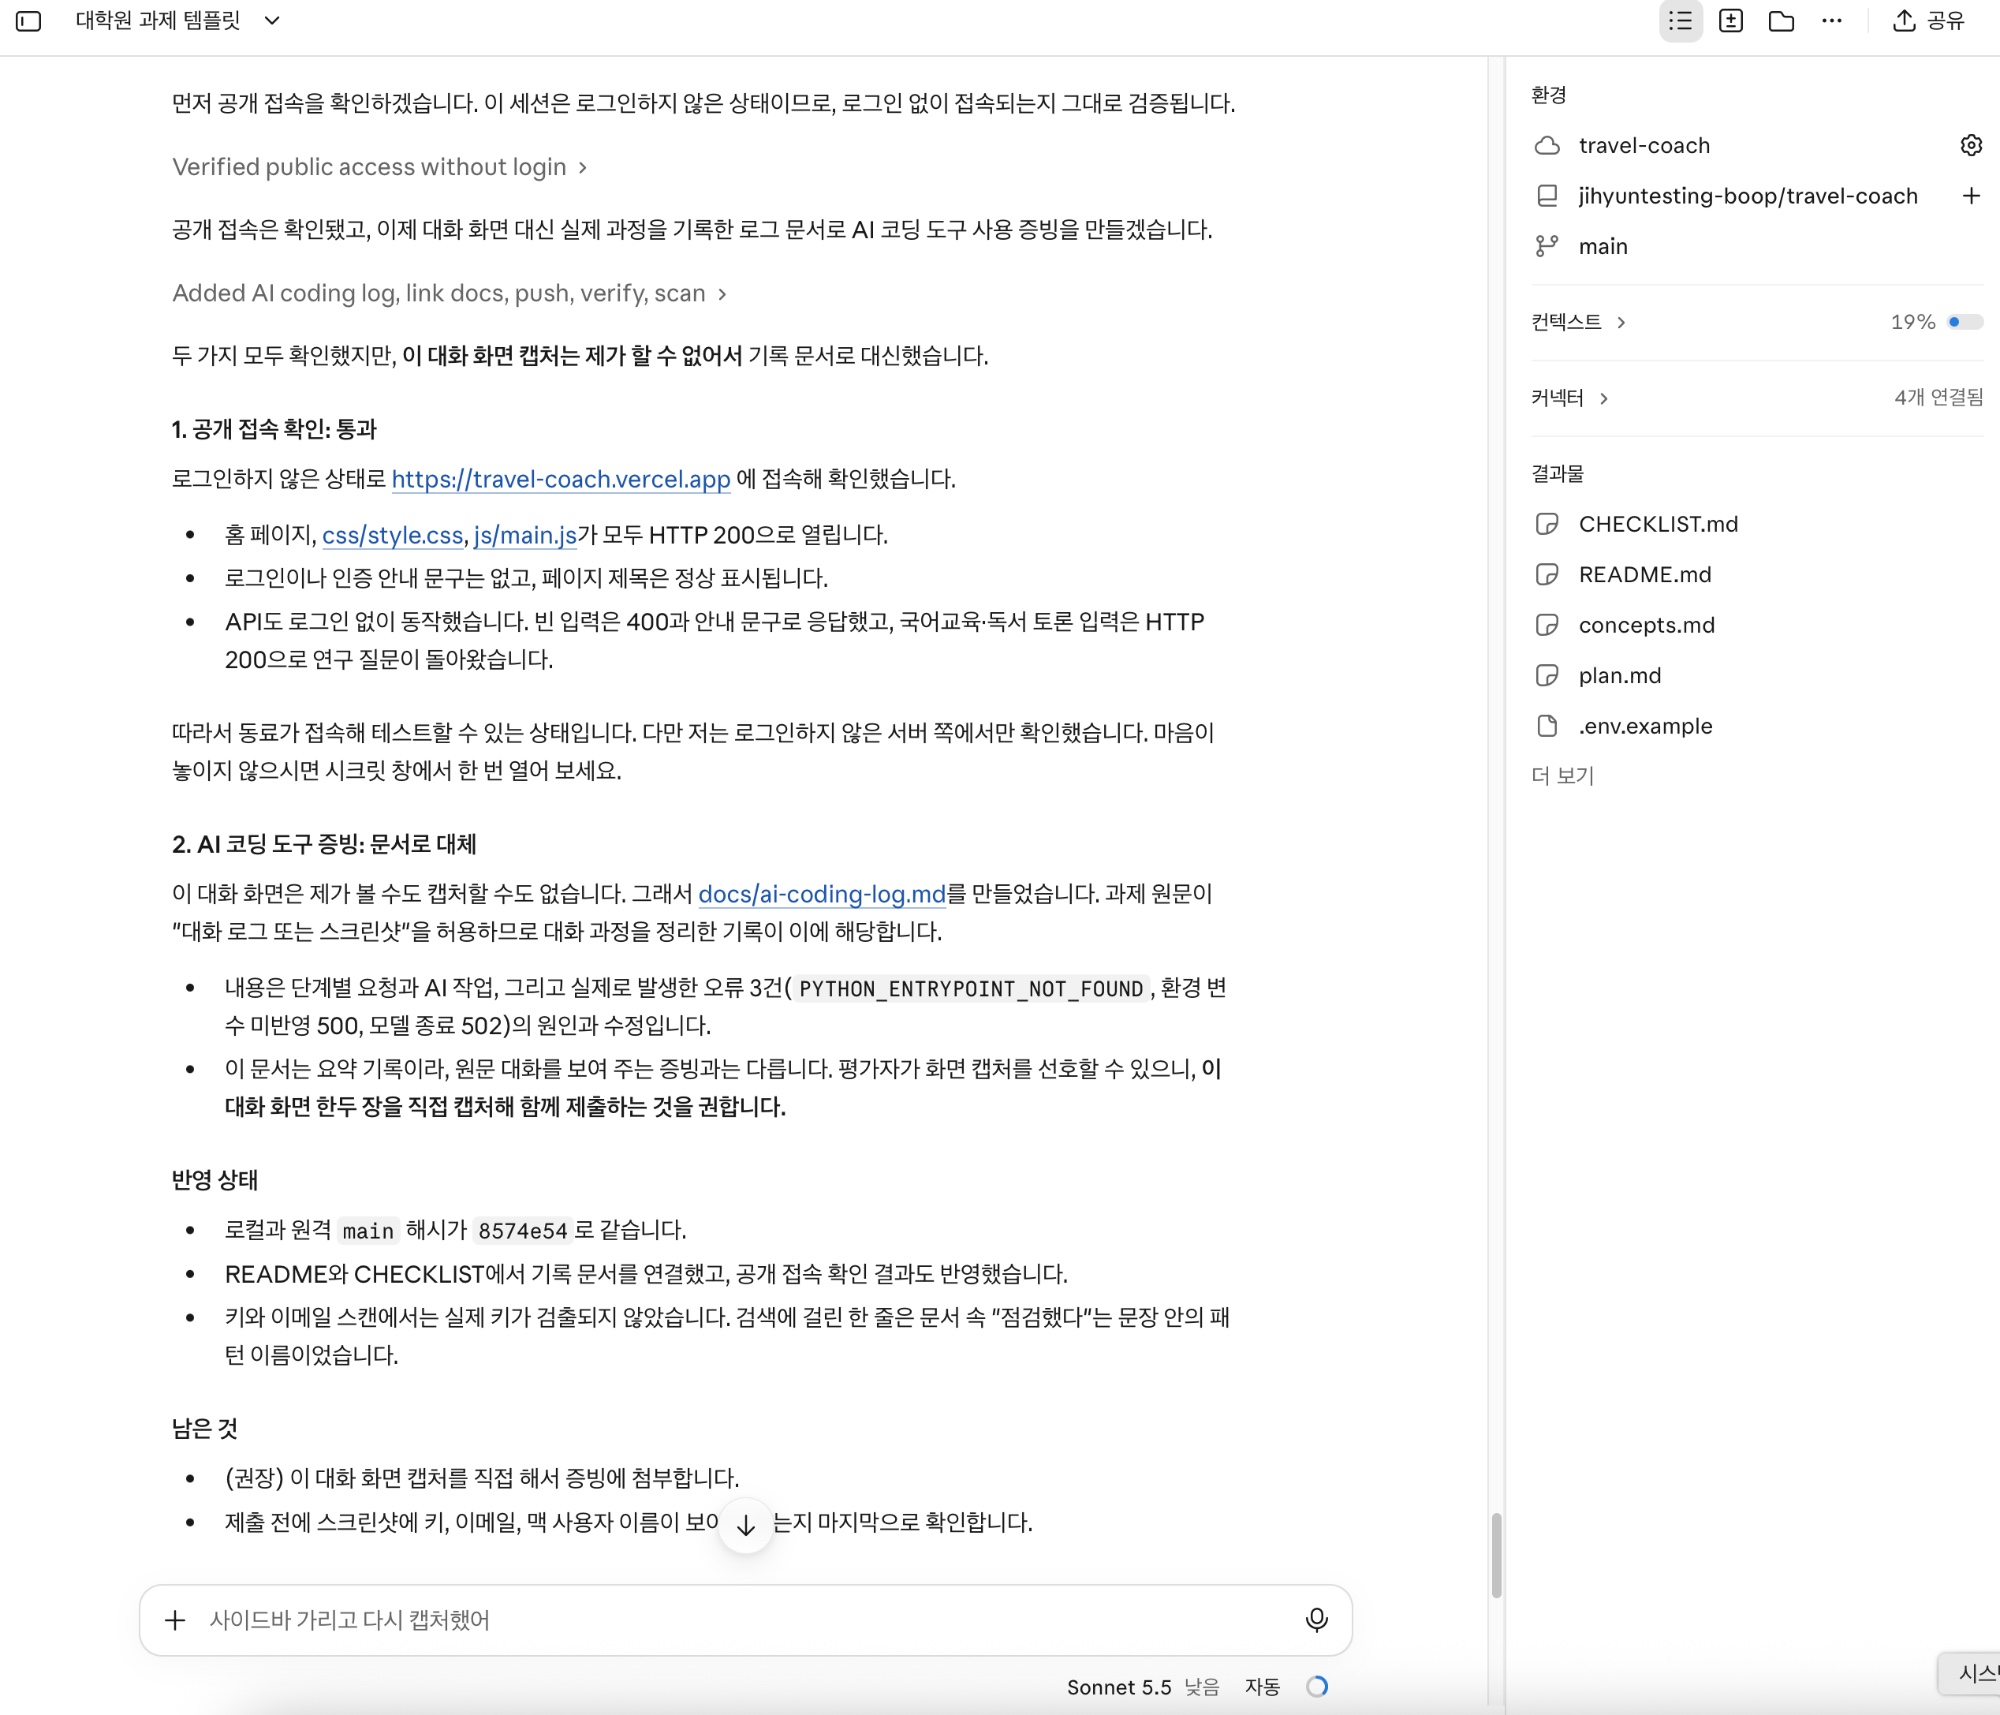 대학원 과제 템플릿
공유
먼저 공개 접속을 확인하겠습니다. 이 세션은 로그인하지 않은 상태이므로, 로그인 없이 접속되는지 그대로 검증됩니다.
Verified public access without login
공개 접속은 확인됐고, 이제 대화 화면 대신 실제 과정을 기록한 로그 문서로 AI 코딩 도구 사용 증빙을 만들겠습니다.
Added AI coding log, link docs, push, verify, scan
두 가지 모두 확인했지만, 이 대화 화면 캡처는 제가 할 수 없어서 기록 문서로 대신했습니다.
1. 공개 접속 확인: 통과
로그인하지 않은 상태로 https://travel-coach.vercel.app 에 접속해 확인했습니다.
• 홈 페이지, css/style.css, js/main.js가 모두 HTTP 200으로 열립니다.
• 로그인이나 인증 안내 문구는 없고, 페이지 제목은 정상 표시됩니다.
• API도 로그인 없이 동작했습니다. 빈 입력은 400과 안내 문구로 응답했고, 국어교육·독서 토론 입력은 HTTP
200으로 연구 질문이 돌아왔습니다.
따라서 동료가 접속해 테스트할 수 있는 상태입니다. 다만 저는 로그인하지 않은 서버 쪽에서만 확인했습니다. 마음이
놓이지 않으시면 시크릿 창에서 한 번 열어 보세요.
2. AI 코딩 도구 증빙: 문서로 대체
이 대화 화면은 제가 볼 수도 캡처할 수도 없습니다. 그래서 docs/ai-coding-log.md를 만들었습니다. 과제 원문이
"대화 로그 또는 스크린샷"을 허용하므로 대화 과정을 정리한 기록이 이에 해당합니다.
• 내용은 단계별 요청과 AI 작업, 그리고 실제로 발생한 오류 3건( PYTHON_ENTRYPOINT_NOT_FOUND , 환경 변
수 미반영 500, 모델 종료 502)의 원인과 수정입니다.
• 이 문서는 요약 기록이라, 원문 대화를 보여 주는 증빙과는 다릅니다. 평가자가 화면 캡처를 선호할 수 있으니, 이
대화 화면 한두 장을 직접 캡처해 함께 제출하는 것을 권합니다.
반영 상태
• 로컬과 원격 main 해시가 8574e54 로 같습니다.
• README와 CHECKLIST에서 기록 문서를 연결했고, 공개 접속 확인 결과도 반영했습니다.
• 키와 이메일 스캔에서는 실제 키가 검출되지 않았습니다. 검색에 걸린 한 줄은 문서 속 "점검했다"는 문장 안의 패
턴 이름이었습니다.
남은 것
• (권장) 이 대화 화면 캡처를 직접 해서 증빙에 첨부합니다.
• 제출 전에 스크린샷에 키, 이메일, 맥 사용자 이름이 는지 마지막으로 확인합니다.
사이드바 가리고 다시 캡처했어
Sonnet 5.5 낮음 자동
환경
travel-coach
jihyuntesting-boop/travel-coach
main
컨텍스트 19%
커넥터 4개 연결됨
결과물
CHECKLIST.md
README.md
concepts.md
plan.md
.env.example
더 보기